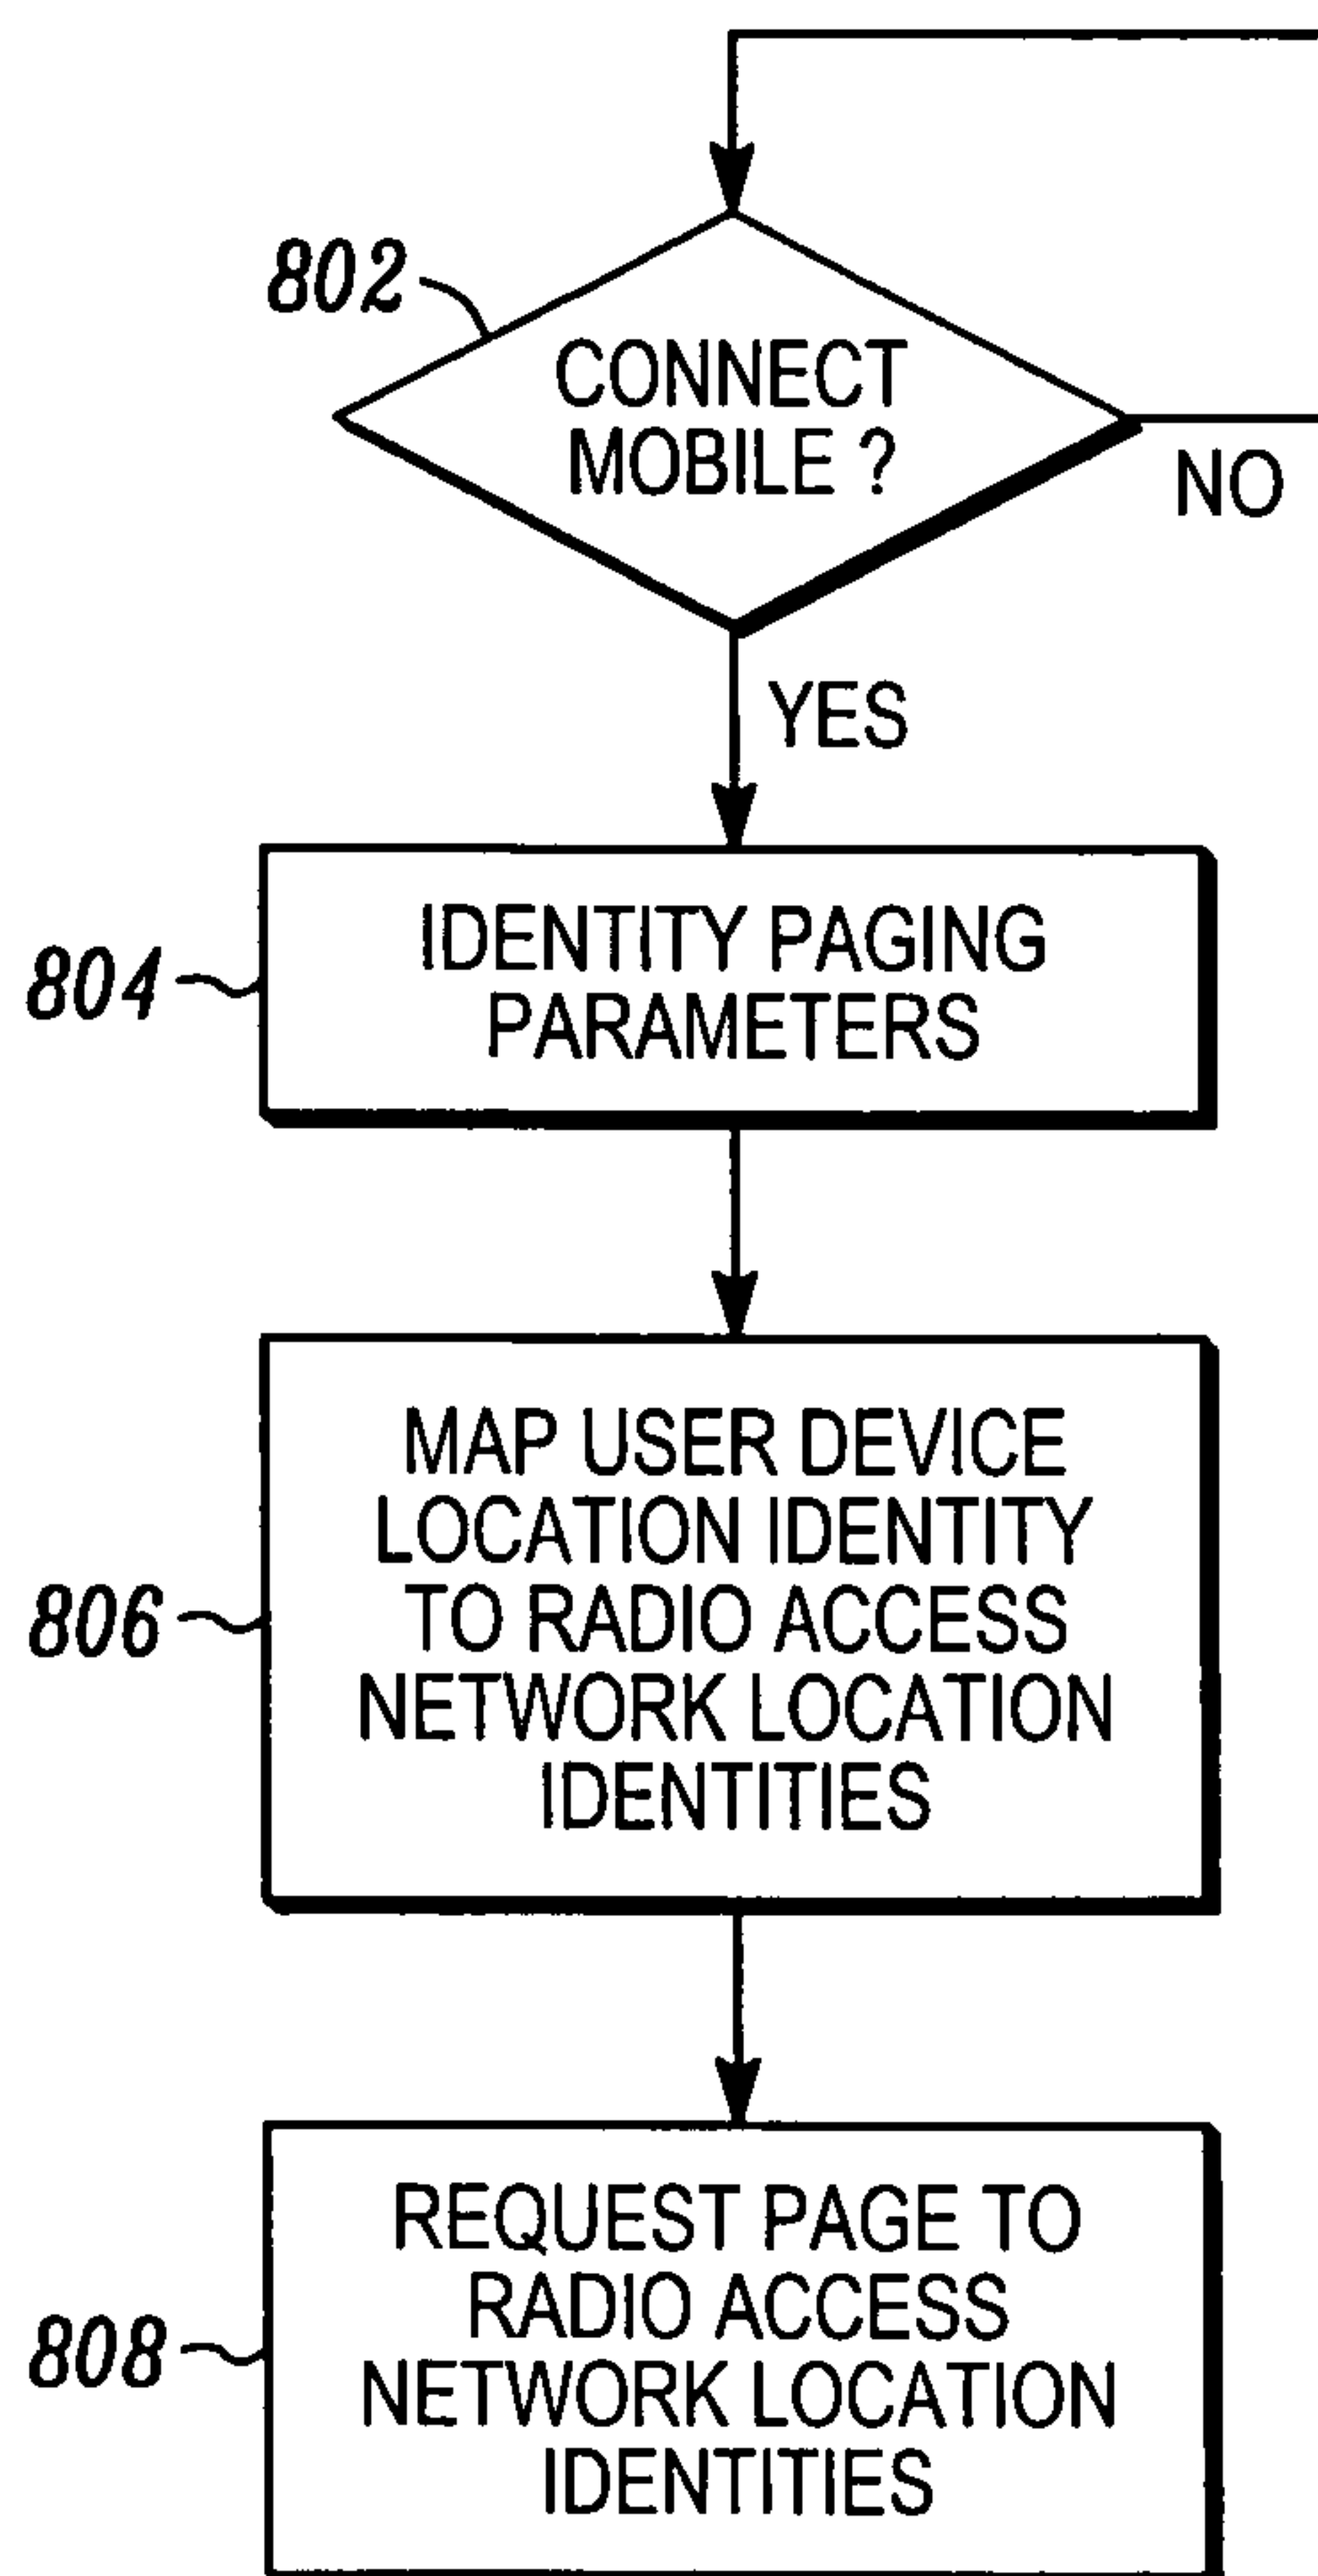 802
CONNECT
MOBILE ?
NO
YES
804
IDENTITY PAGING
PARAMETERS
806
MAP USER DEVICE
LOCATION IDENTITY
TO RADIO ACCESS
NETWORK LOCATION
IDENTITIES
808
REQUEST PAGE TO
RADIO ACCESS
NETWORK LOCATION
IDENTITIES